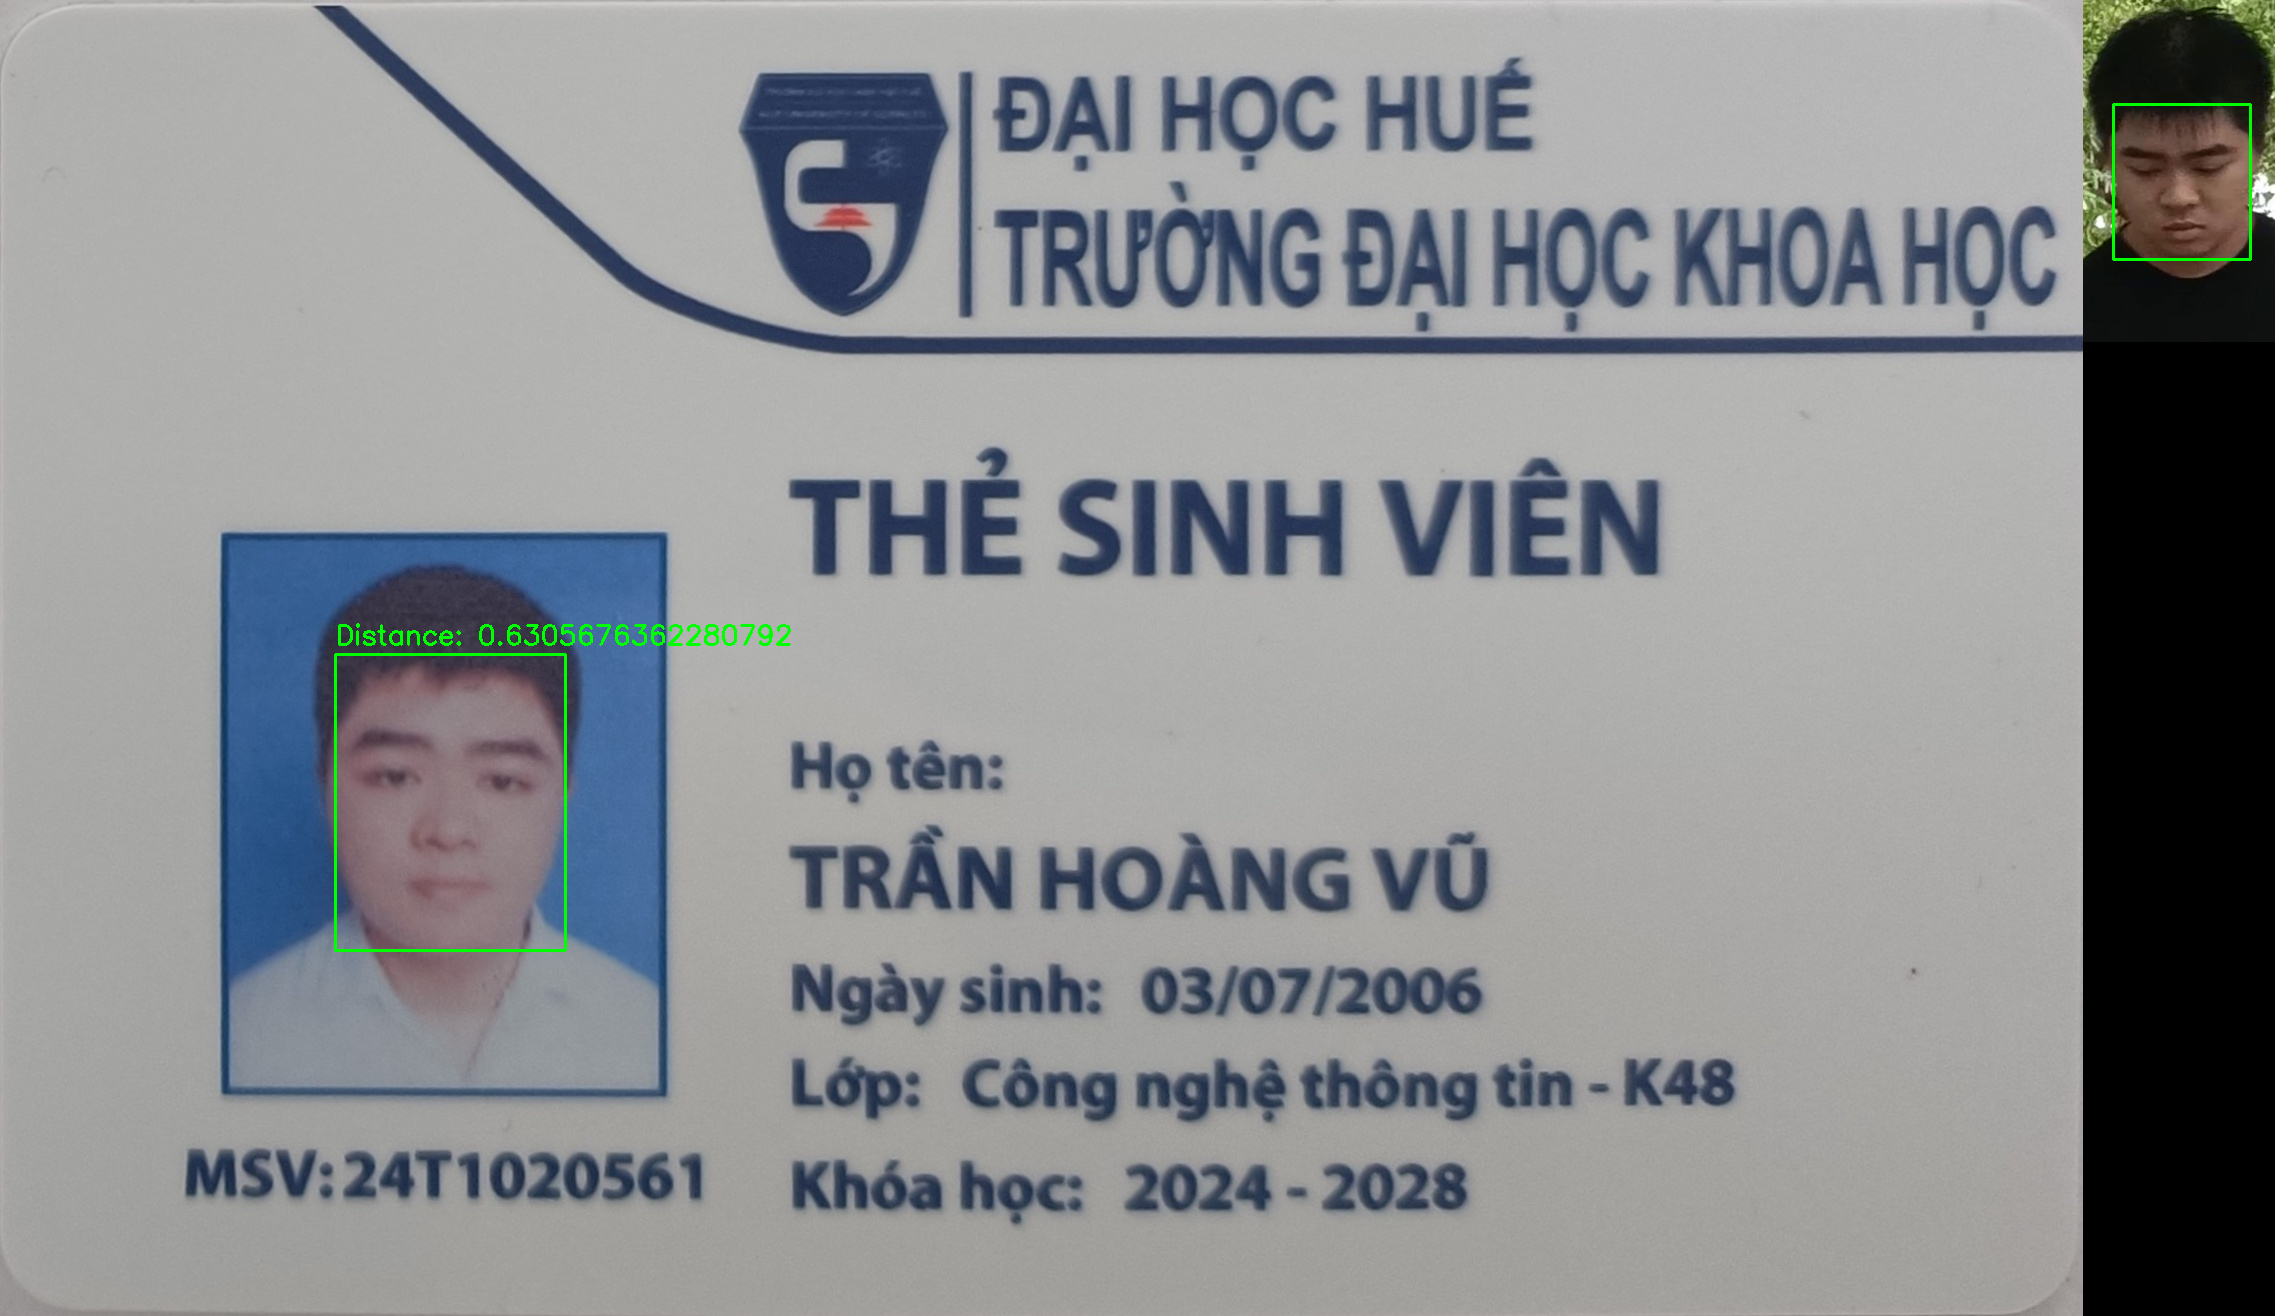 ĐẠI HỌC HUẾ
TRƯỜNG ĐẠI HỌC KHOA HỌC
THẺ SINH VIÊN
Distance: 0.6305676362280792
Họ tên:
TRẦN HOÀNG VŨ
Ngày sinh: 03/07/2006
Lớp: Công nghệ thông tin - K48
MSV: 24T1020561
Khóa học: 2024 - 2028